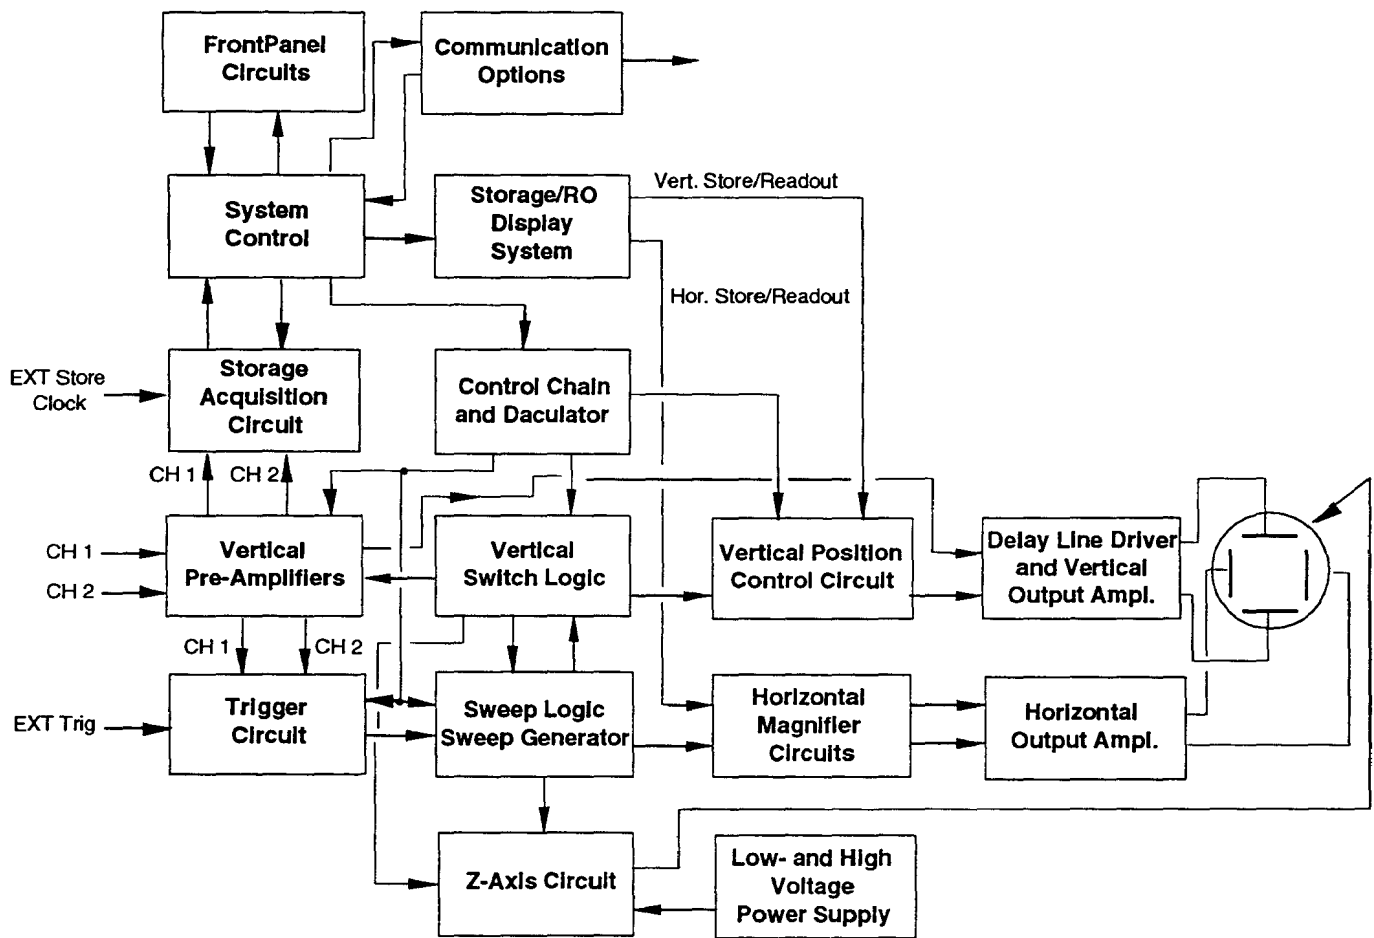 FrontPanel
Circuits
Communication
Options
System
Control
Storage/RO
Display
System
Vert. Store/Readout
Hor. Store/Readout
EXT Store
Clock
Storage
Acquisition
Circuit
Control Chain
and Daculator
CH 1
CH 2
CH 1
CH 2
Vertical
Pre-Amplifiers
Vertical
Switch Logic
Vertical Position
Control Circuit
Delay Line Driver
and Vertical
Output Ampl.
CH 1
CH 2
EXT Trig
Trigger
Circuit
Sweep Logic
Sweep Generator
Horizontal
Magnifier
Circuits
Horizontal
Output Ampl.
Z-Axis Circuit
Low- and High
Voltage
Power Supply